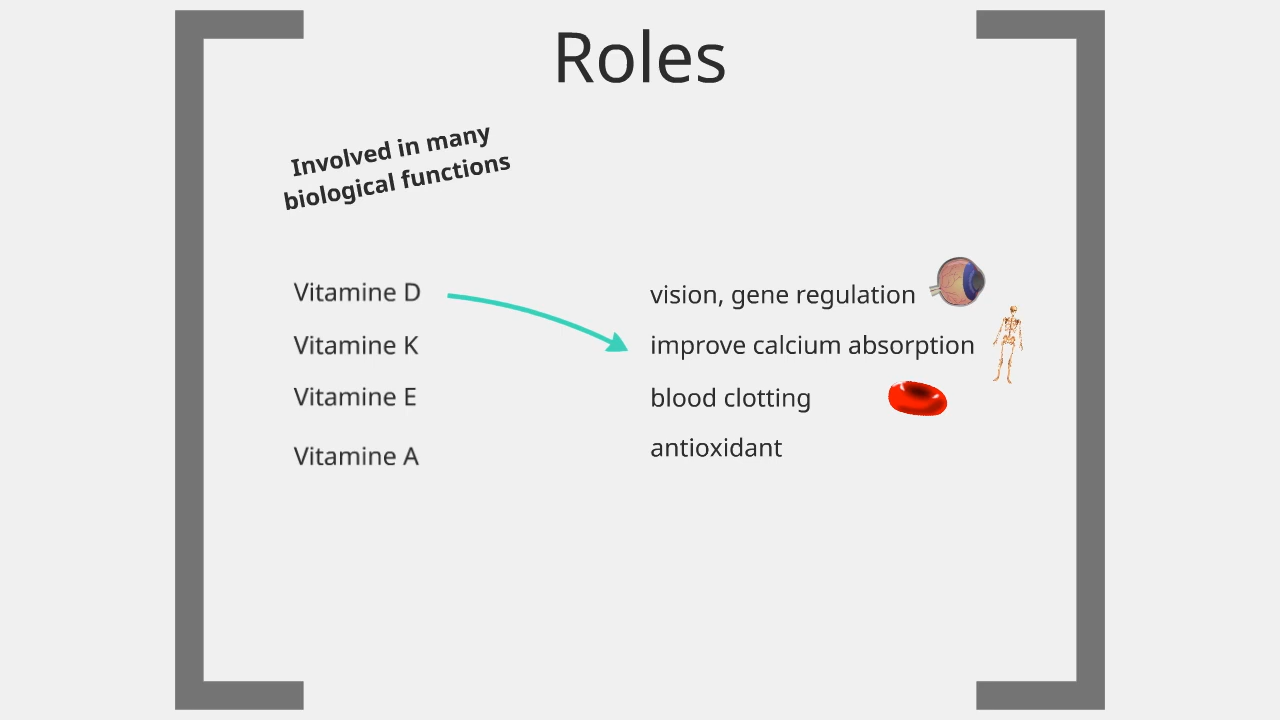 Roles
Involved in many
biological functions
Vitamine D
vision, gene regulation
Vitamine K
improve calcium absorption
Vitamine E
blood clotting
Vitamine A
antioxidant